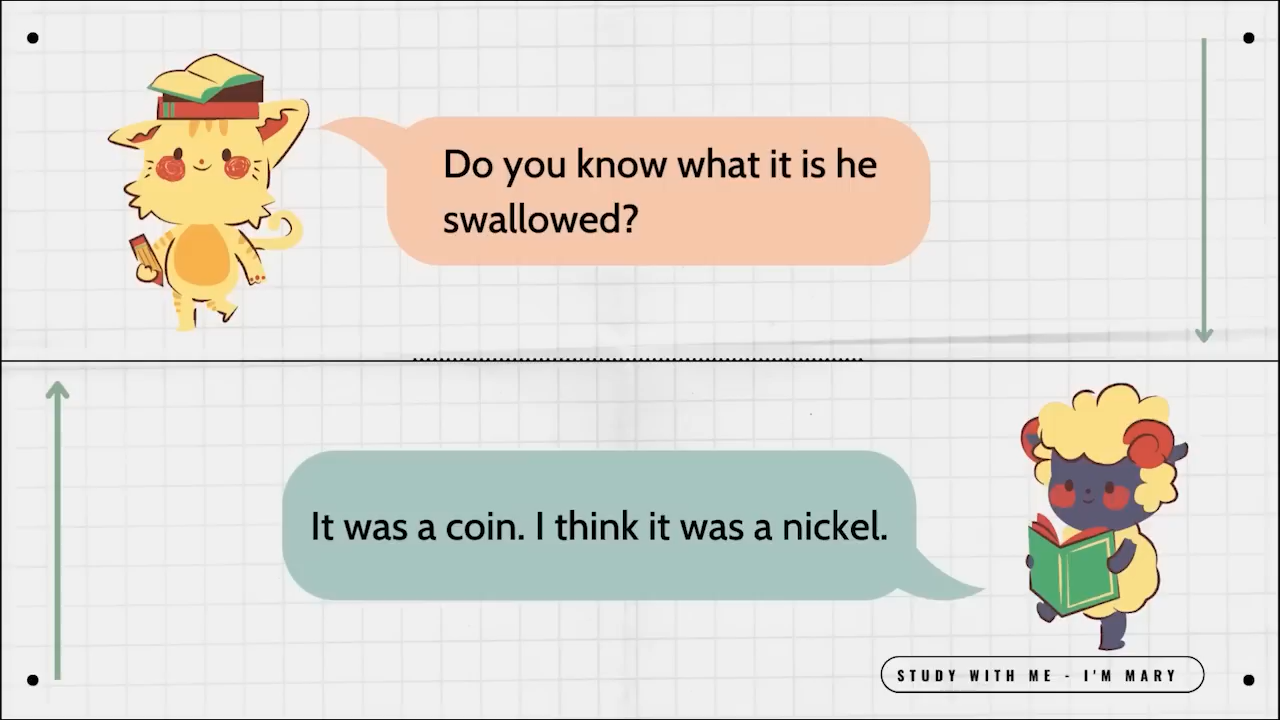 Do you know what it is he
swallowed?
It was a coin. I think it was a nickel.
STUDY WITH ME - I'M MARY